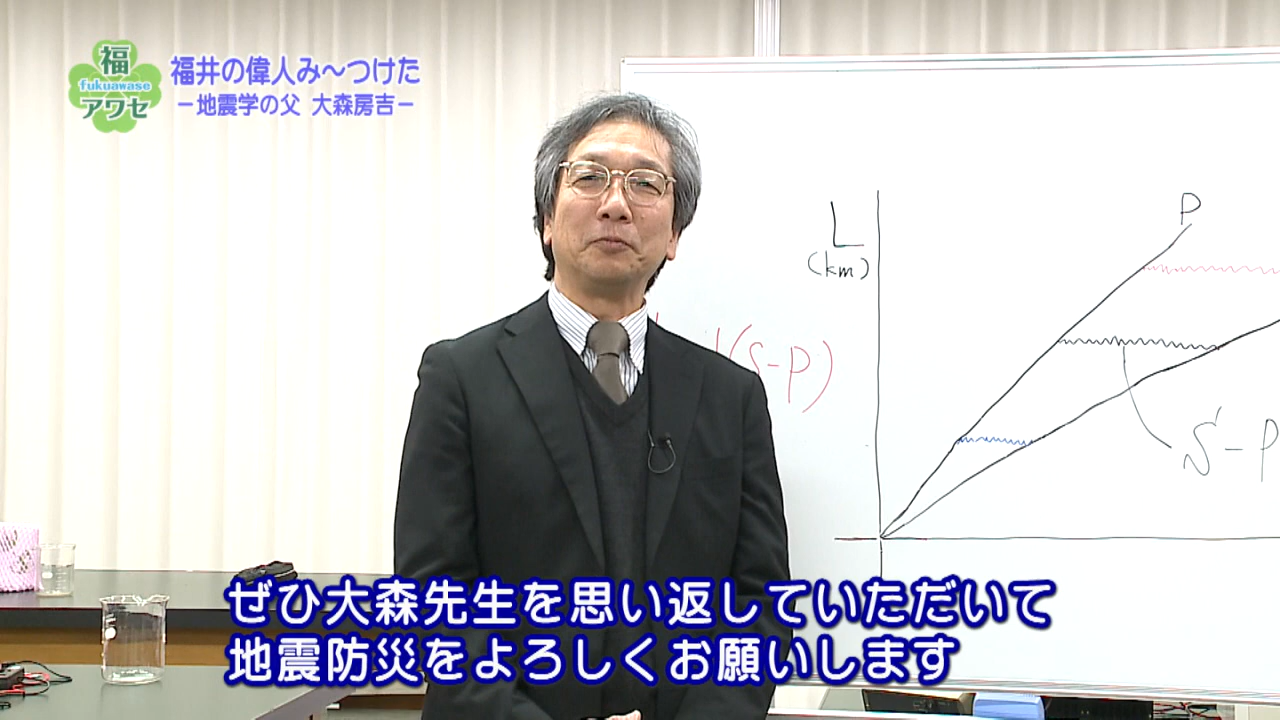 福
fukuawase
アワセ
福井の偉人み～つけた
－地震学の父 大森房吉－
P
L
(km)
(S-P)
S-P
ぜひ大森先生を思い返していただいて
地震防災をよろしくお願いします